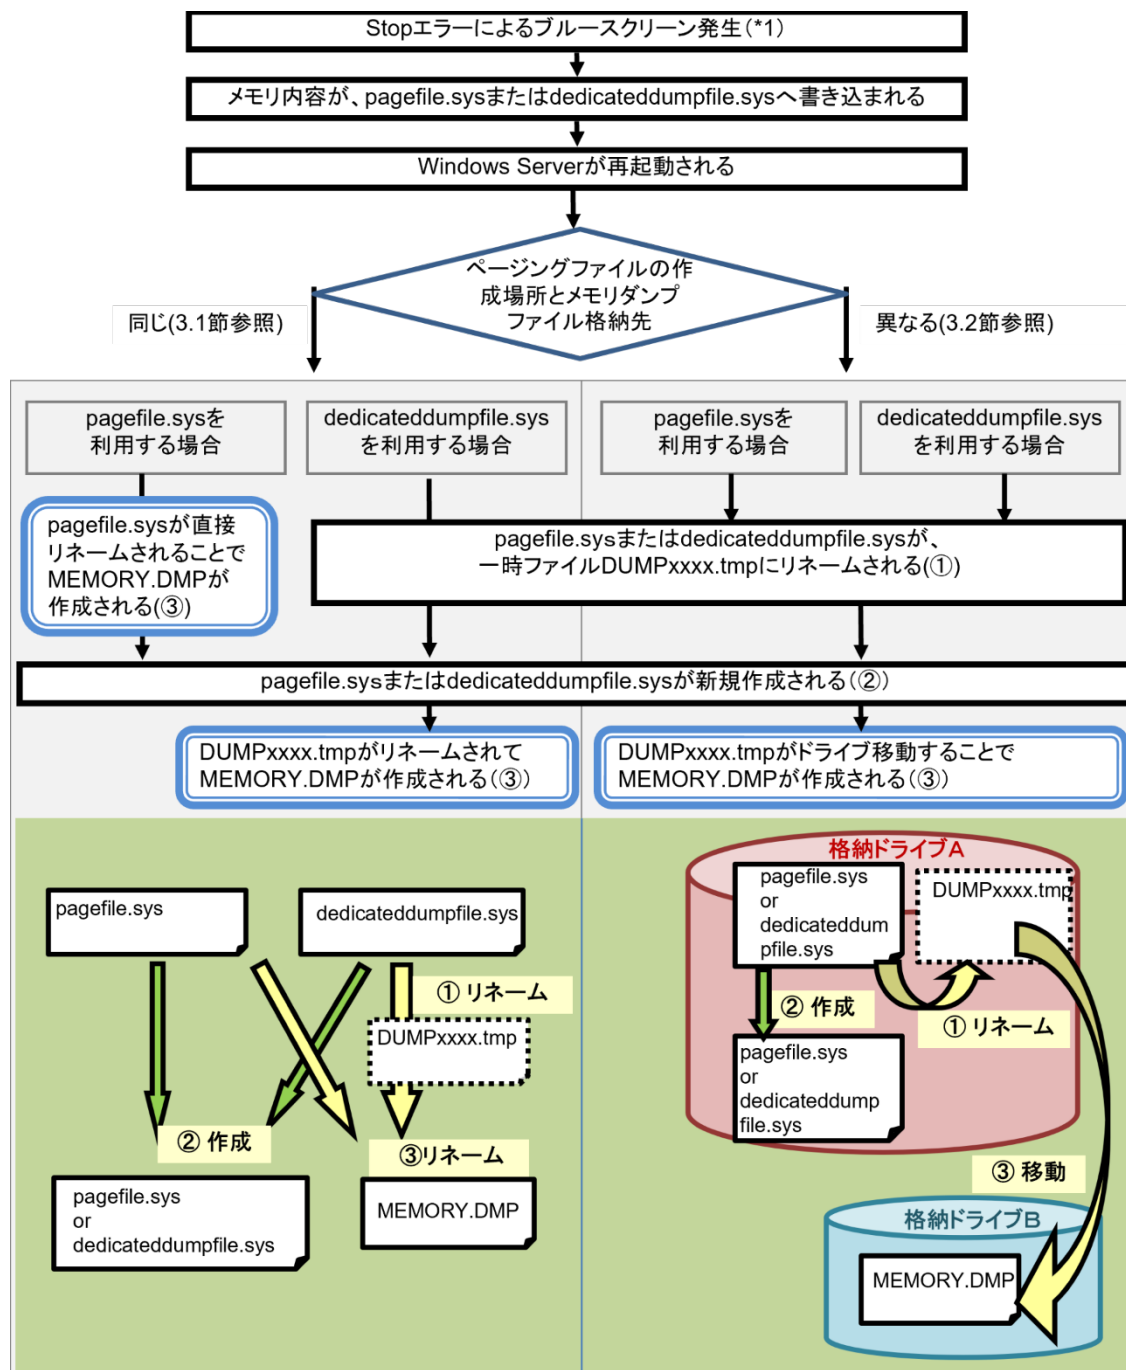 Stopエラーによるブルースクリーン発生(*1)
メモリ内容が、pagefile.sysまたはdedicateddumpfile.sysへ書き込まれる
Windows Serverが再起動される
ページングファイルの作
成場所とメモリダンプ
ファイル格納先
同じ(3.1節参照)
異なる(3.2節参照)
pagefile.sysを
利用する場合
dedicateddumpfile.sys
を利用する場合
pagefile.sysを
利用する場合
dedicateddumpfile.sys
を利用する場合
pagefile.sysが直接
リネームされることで
MEMORY.DMPが
作成される(③)
pagefile.sysまたはdedicateddumpfile.sysが、
一時ファイルDUMPxxxx.tmpにリネームされる(①)
pagefile.sysまたはdedicateddumpfile.sysが新規作成される(②)
DUMPxxxx.tmpがリネームされて
MEMORY.DMPが作成される(③)
DUMPxxxx.tmpがドライブ移動することで
MEMORY.DMPが作成される(③)
pagefile.sys
dedicateddumpfile.sys
① リネーム
DUMPxxxx.tmp
② 作成
③リネーム
pagefile.sys
or
dedicateddumpfile.sys
MEMORY.DMP
格納ドライブA
pagefile.sys
or
dedicateddum
pfile.sys
DUMPxxxx.tmp
② 作成
① リネーム
pagefile.sys
or
dedicateddump
file.sys
③ 移動
格納ドライブB
MEMORY.DMP